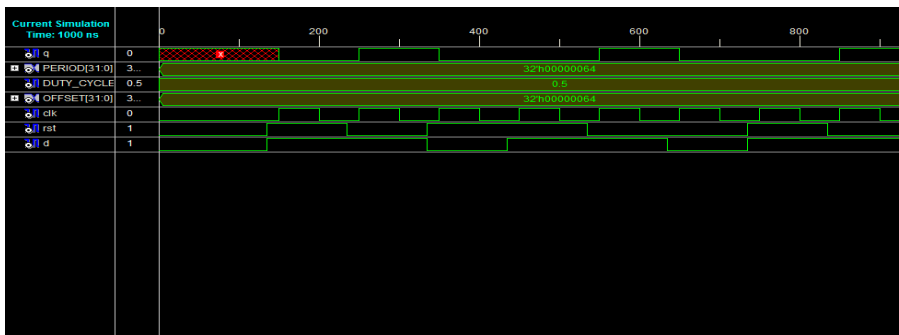 Current Simulation
Time: 1000 ns
0 200 400 600 800
q 0 X
PERIOD[31:0] 3... 32'h00000064
DUTY_CYCLE 0.5 0.5
OFFSET[31:0] 3... 32'h00000064
clk 0
rst 1
d 1